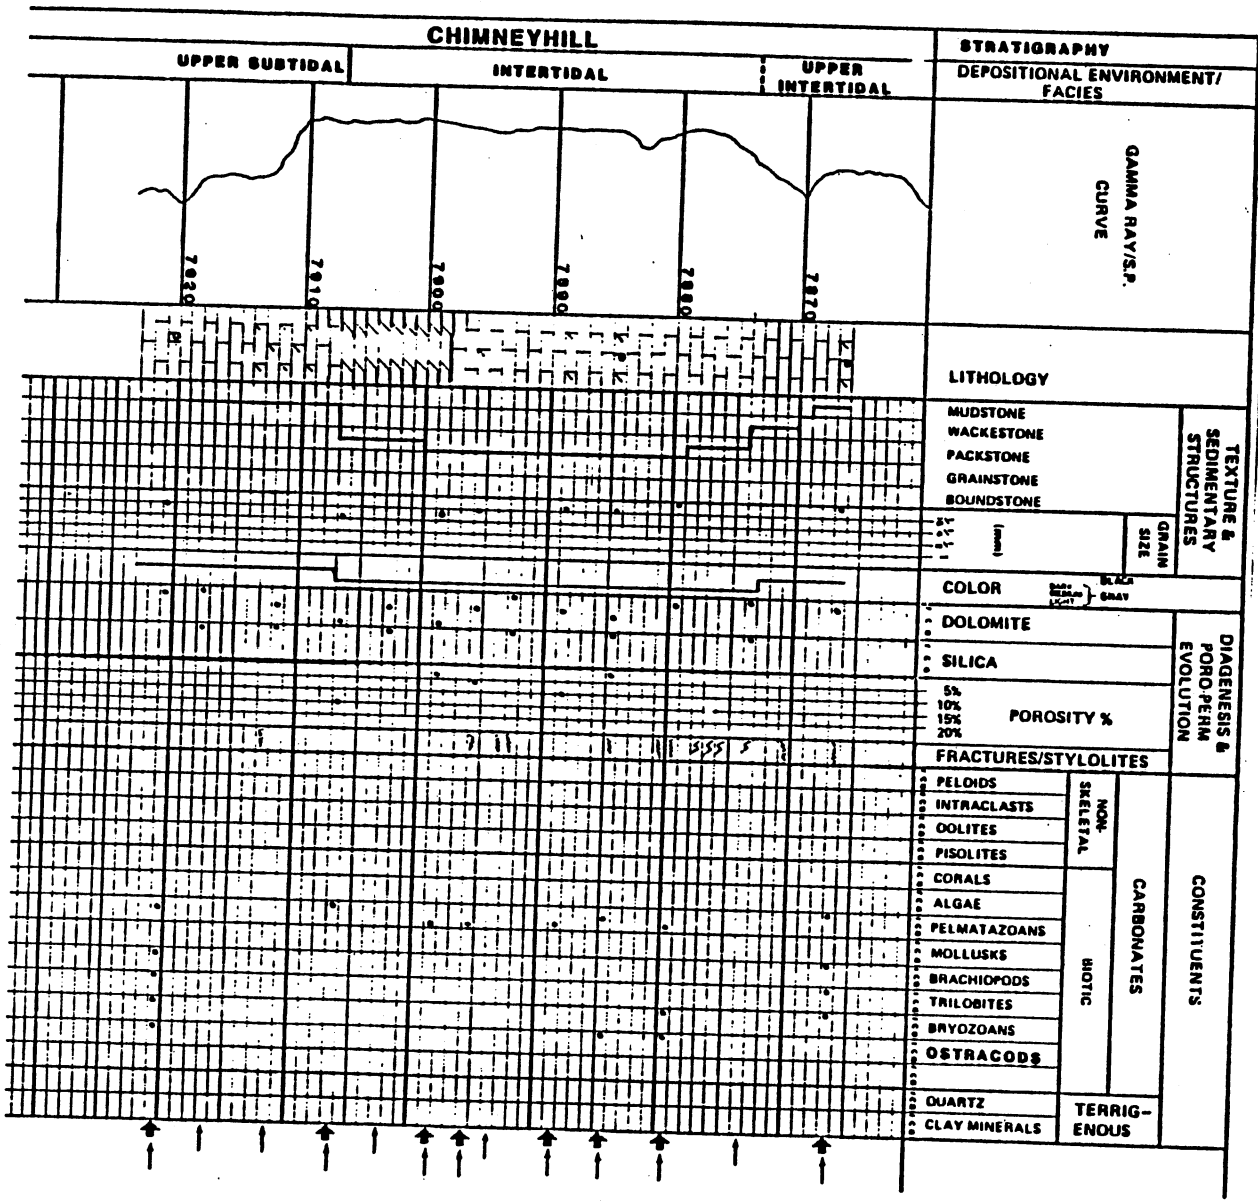 CHIMNEYHILL
STRATIGRAPHY
UPPER SUBTIDAL
INTERTIDAL
UPPER
INTERTIDAL
DEPOSITIONAL ENVIRONMENT/
FACIES
GAMMA RAY/S.P.
CURVE
7920
7910
7900
7890
7880
7870
LITHOLOGY
MUDSTONE
WACKESTONE
PACKSTONE
GRAINSTONE
BOUNDSTONE
(mm)
GRAIN
SIZE
TEXTURE &
SEDIMENTARY
STRUCTURES
COLOR
BLACK
DARK
MEDIUM
LIGHT
GRAY
DOLOMITE
SILICA
5%
10%
15%
20%
POROSITY %
FRACTURES/STYLOLITES
DIAGENESIS &
PORO-PERM
EVOLUTION
PELOIDS
INTRACLASTS
OOLITES
PISOLITES
NON-
SKELETAL
CORALS
ALGAE
PELMATAZOANS
MOLLUSKS
BRACHIOPODS
TRILOBITES
BRYOZOANS
OSTRACODS
BIOTIC
CARBONATES
CONSTITUENTS
QUARTZ
CLAY MINERALS
TERRIG-
ENOUS